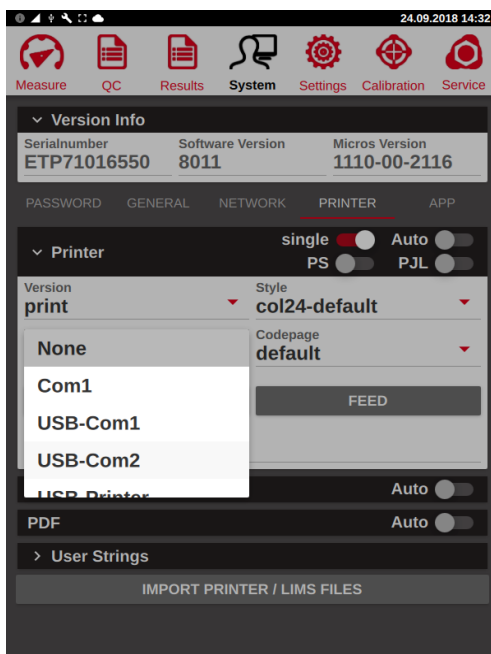 24.09.2018 14:32
Measure QC Results System Settings Calibration Service
Version Info
Serialnumber Software Version Micros Version
ETP71016550 8011 1110-00-2116
PASSWORD GENERAL NETWORK PRINTER APP
single Auto
Printer
PS PJL
Version Style
print col24-default
Codepage
None default
Com1
FEED
USB-Com1
USB-Com2
USB-Printer
Auto
PDF Auto
User Strings
IMPORT PRINTER / LIMS FILES